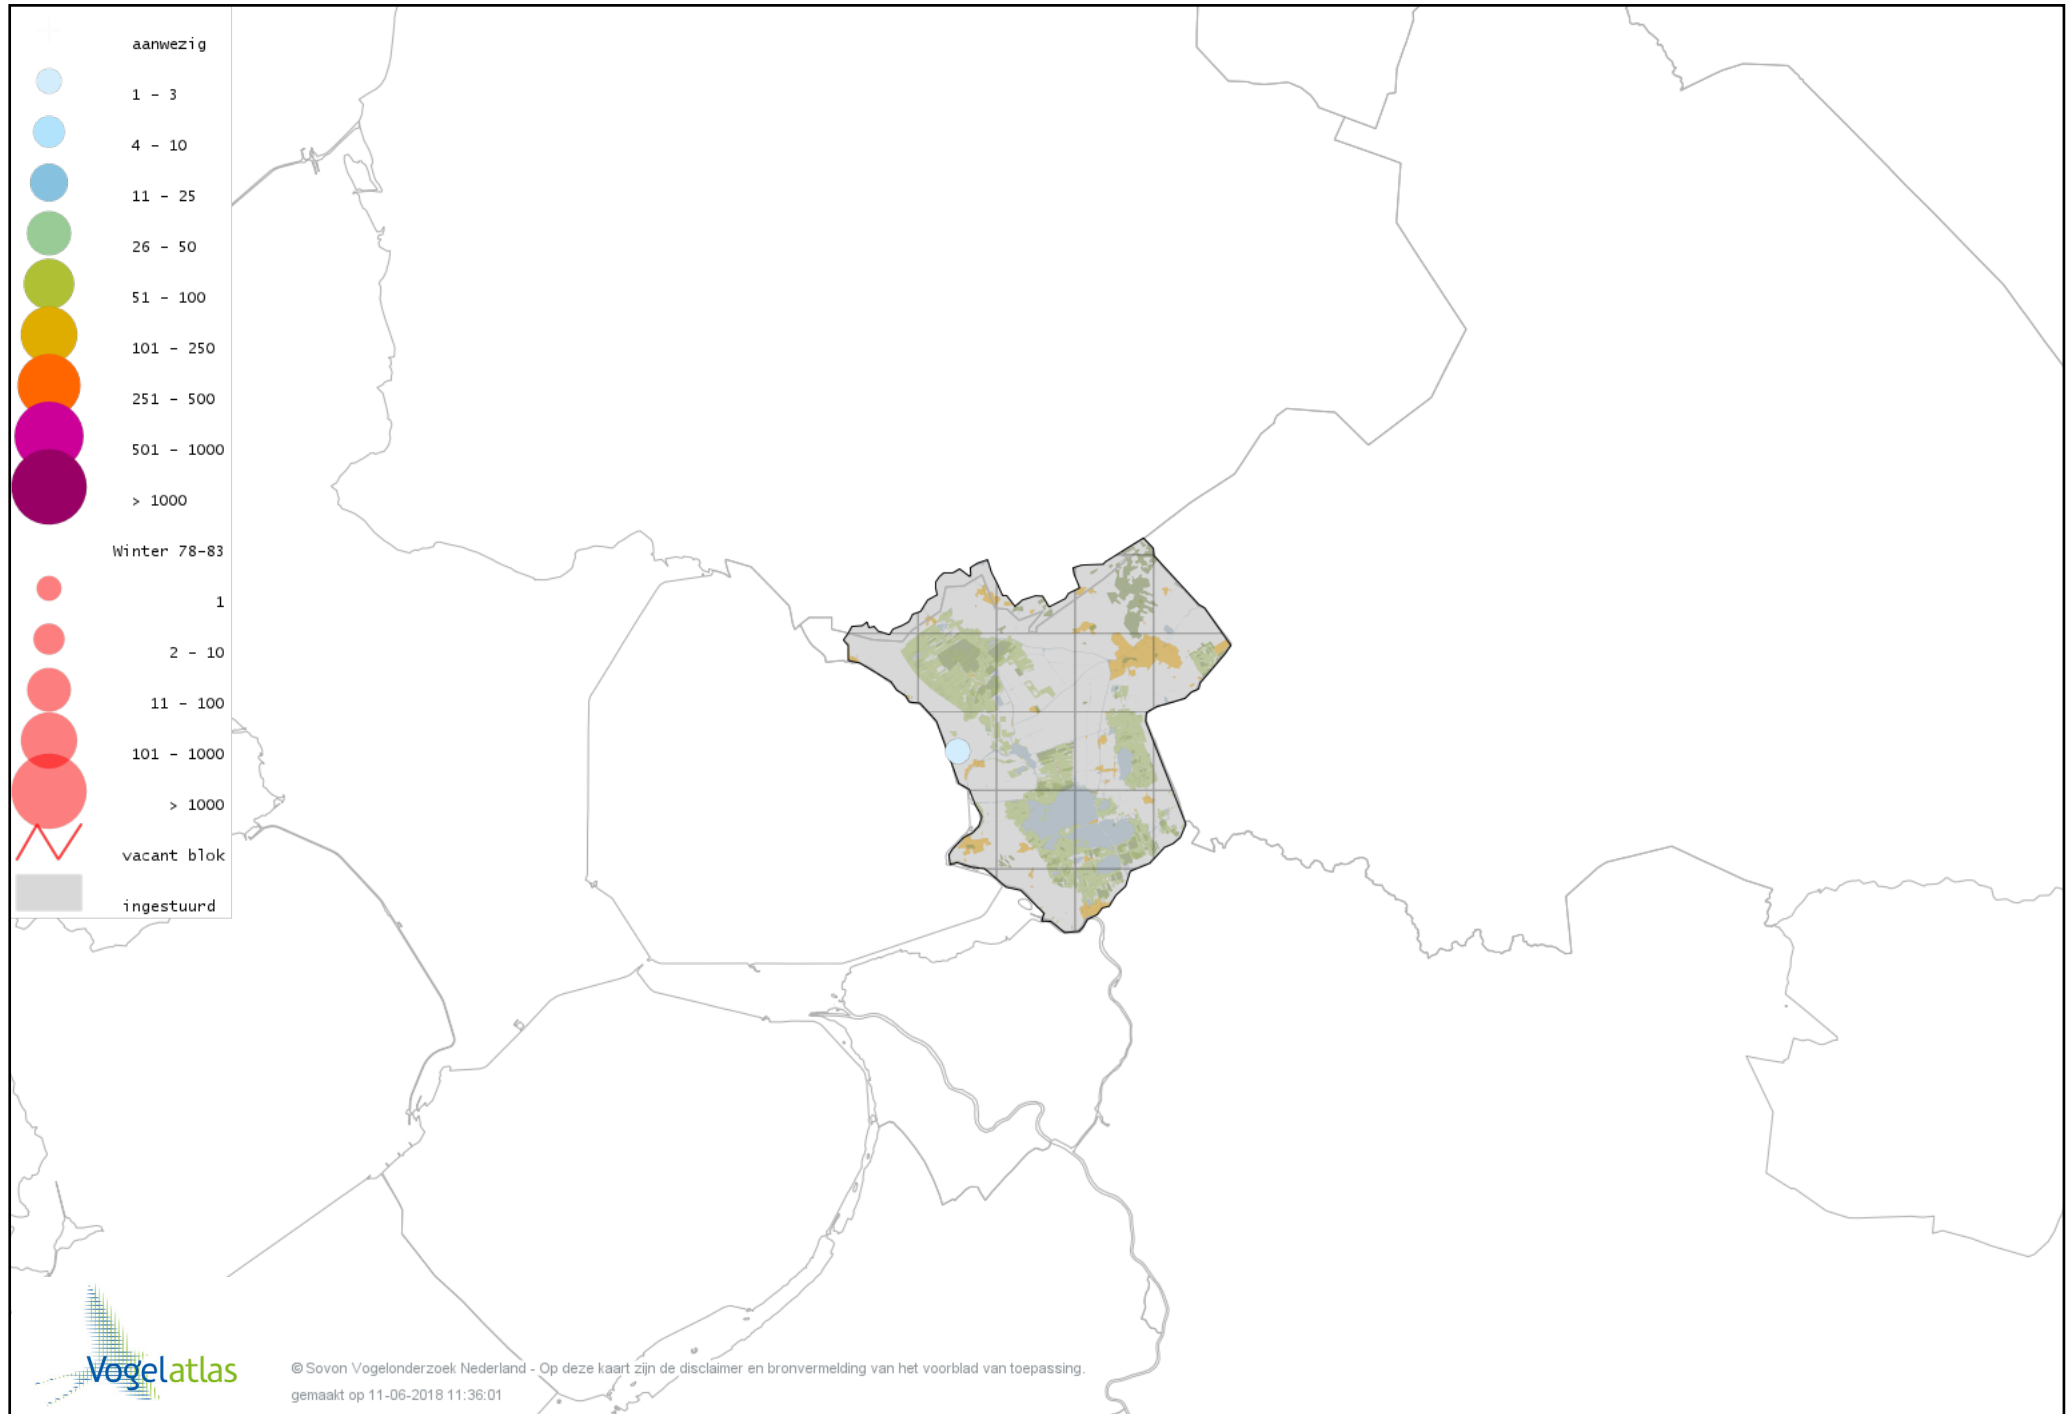 aanwezig
1 - 3
4 - 10
11 - 25
26 - 50
51 - 100
101 - 250
251 - 500
501 - 1000
> 1000
Winter 78-83
1
2 - 10
11 - 100
101 - 1000
> 1000
vacant blok
ingestuurd
Vogelatlas
© Sovon Vogelonderzoek Nederland - Op deze kaart zijn de disclaimer en bronvermelding van het voorblad van toepassing.
gemaakt op 11-06-2018 11:36:01